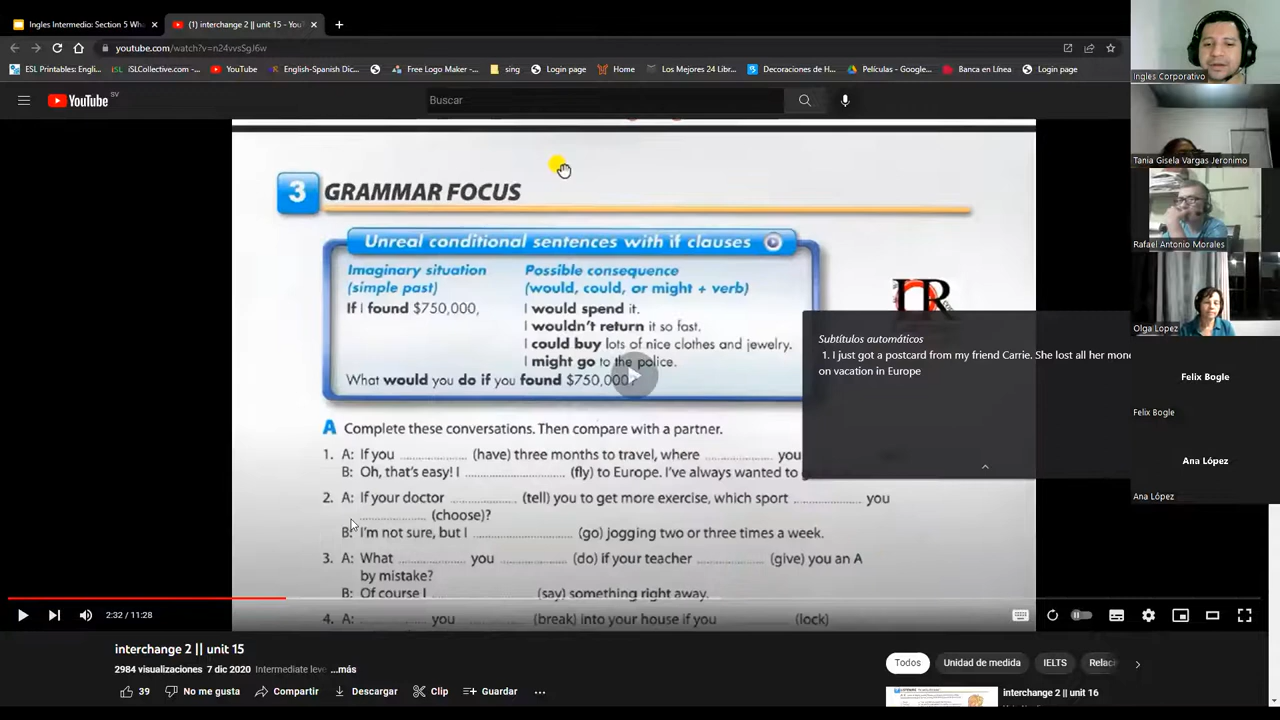 Ingles Intermedio: Section 5 Wha
(1) interchange 2 || unit 15 - YouT
youtube.com/watch?v=n24vvsSgJ6w
ESL Printables: Engli...
iSLCollective.com -...
YouTube
English-Spanish Dic...
Free Logo Maker -...
sing
Login page
Home
Los Mejores 24 Libr...
Decoraciones de H...
Películas - Google...
Banca en Línea
Login page
YouTube SV
Buscar
3 GRAMMAR FOCUS
Unreal conditional sentences with if clauses
Imaginary situation Possible consequence
(simple past) (would, could, or might + verb)
If I found $750,000, I would spend it.
I wouldn't return it so fast.
I could buy lots of nice clothes and jewelry.
I might go to the police.
What would you do if you found $750,000?
Subtítulos automáticos
1. I just got a postcard from my friend Carrie. She lost all her mone
on vacation in Europe
A Complete these conversations. Then compare with a partner.
1. A: If you ................ (have) three months to travel, where ................ you
B: Oh, that's easy! I ................ (fly) to Europe. I've always wanted to
2. A: If your doctor ................ (tell) you to get more exercise, which sport ................ you
................ (choose)?
B: I'm not sure, but I ................ (go) jogging two or three times a week.
3. A: What ................ you ................ (do) if your teacher ................ (give) you an A
by mistake?
B: Of course I ................ (say) something right away.
4. A: ................ you ................ (break) into your house if you ................ (lock)
2:32 / 11:28
interchange 2 || unit 15
2984 visualizaciones 7 dic 2020 Intermediate leve ...más
39 No me gusta Compartir Descargar Clip Guardar
Todos Unidad de medida IELTS Relac
interchange 2 || unit 16
Ingles Corporativo
Tania Gisela Vargas Jeronimo
Rafael Antonio Morales
Olga Lopez
Felix Bogle
Felix Bogle
Ana López
Ana López